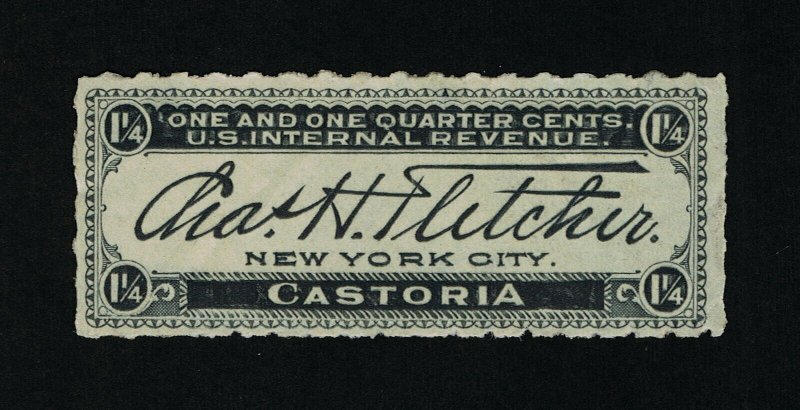 1¼ ONE AND ONE QUARTER CENTS. 1¼
U.S. INTERNAL REVENUE.
Chas. H. Fletcher.
NEW YORK CITY.
1¼ CASTORIA 1¼